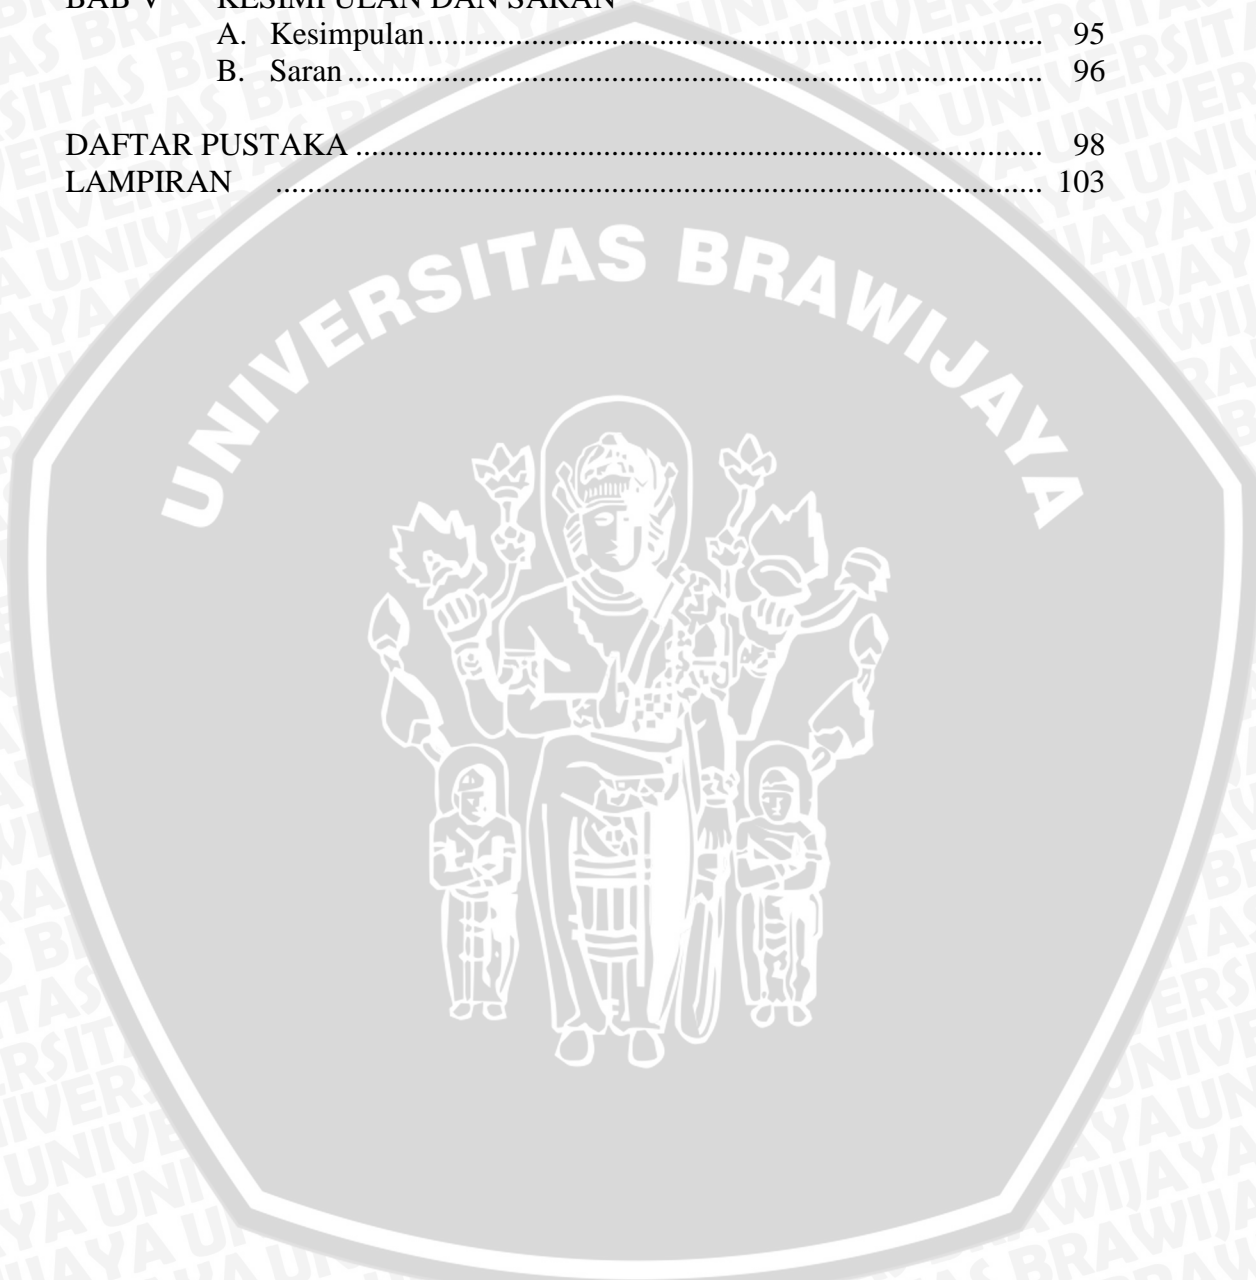 BAB V KESIMPULAN DAN SARAN
A. Kesimpulan ............................................................................ 95
B. Saran ...................................................................................... 96
DAFTAR PUSTAKA ..................................................................................... 98
LAMPIRAN ............................................................................................... 103
UNIVERSITAS BRAWIJAYA